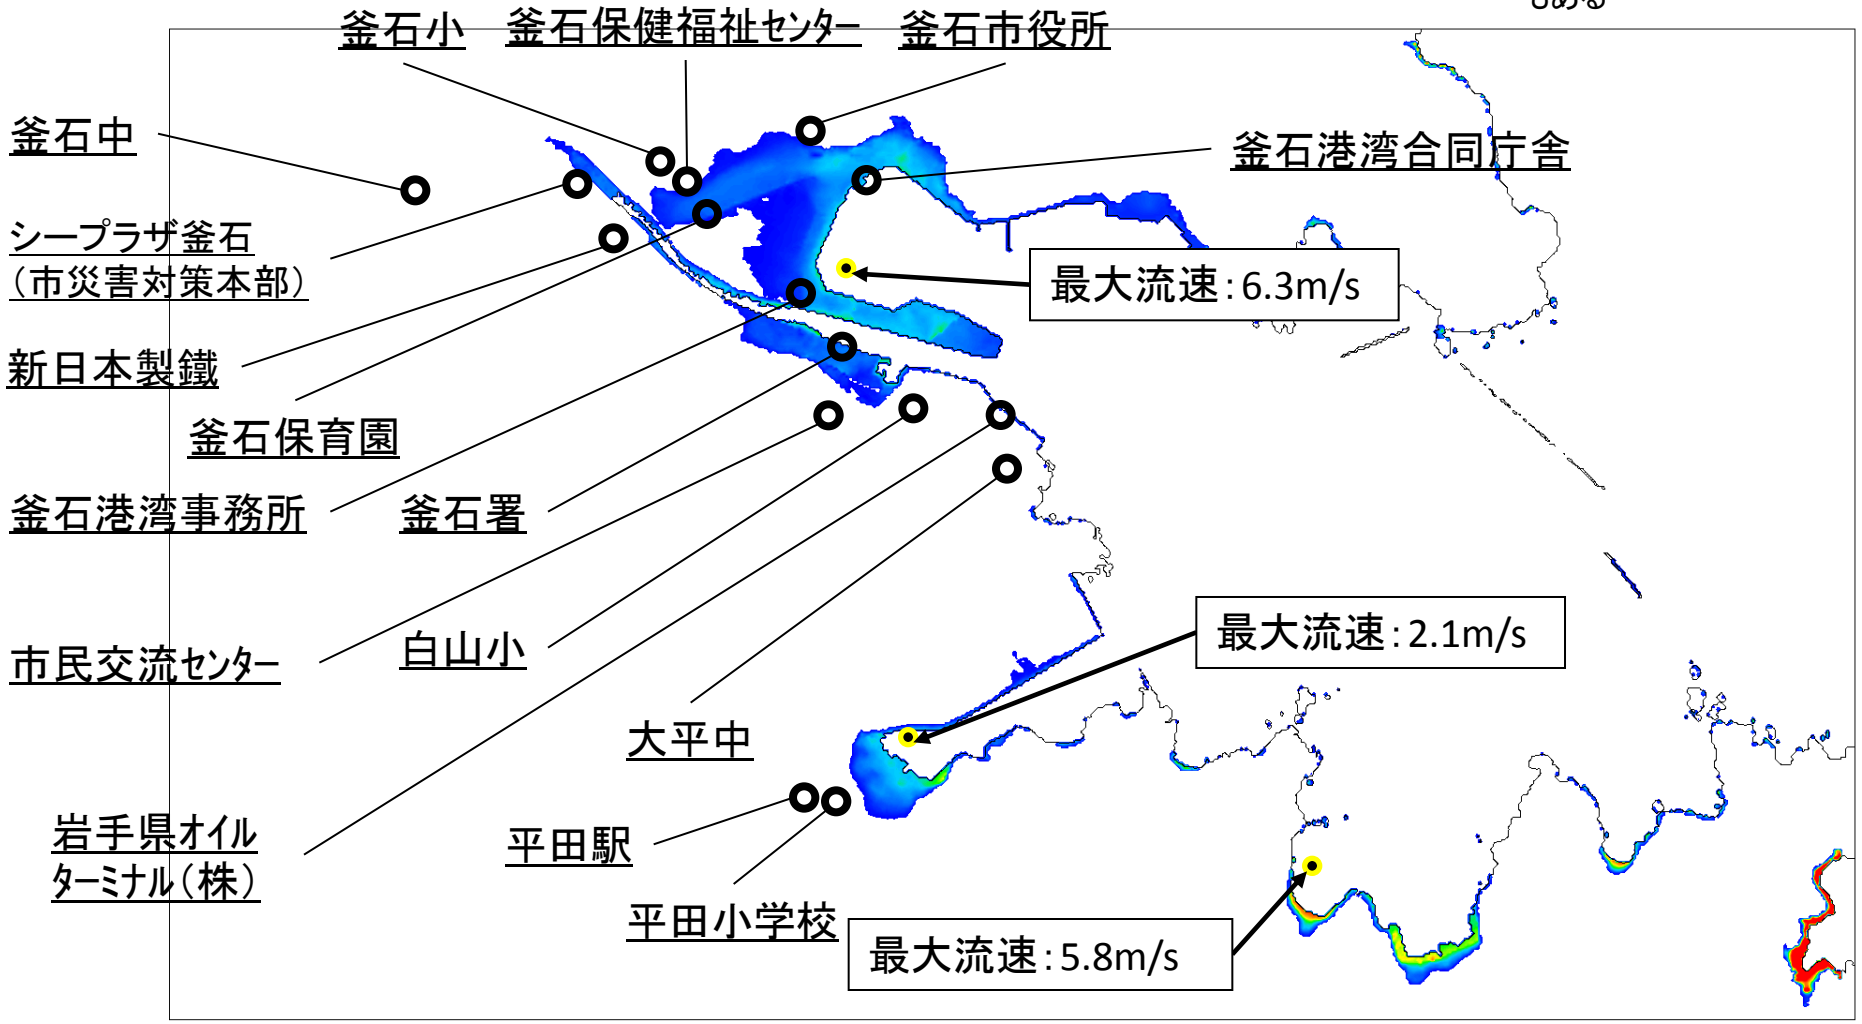 もある
釜石小
釜石保健福祉センター
釜石市役所
釜石中
釜石港湾合同庁舎
シープラザ釜石
（市災害対策本部）
最大流速：6.3m/s
新日本製鐵
釜石保育園
釜石港湾事務所
釜石署
最大流速：2.1m/s
市民交流センター
白山小
大平中
岩手県オイル
ターミナル（株）
平田駅
平田小学校
最大流速：5.8m/s